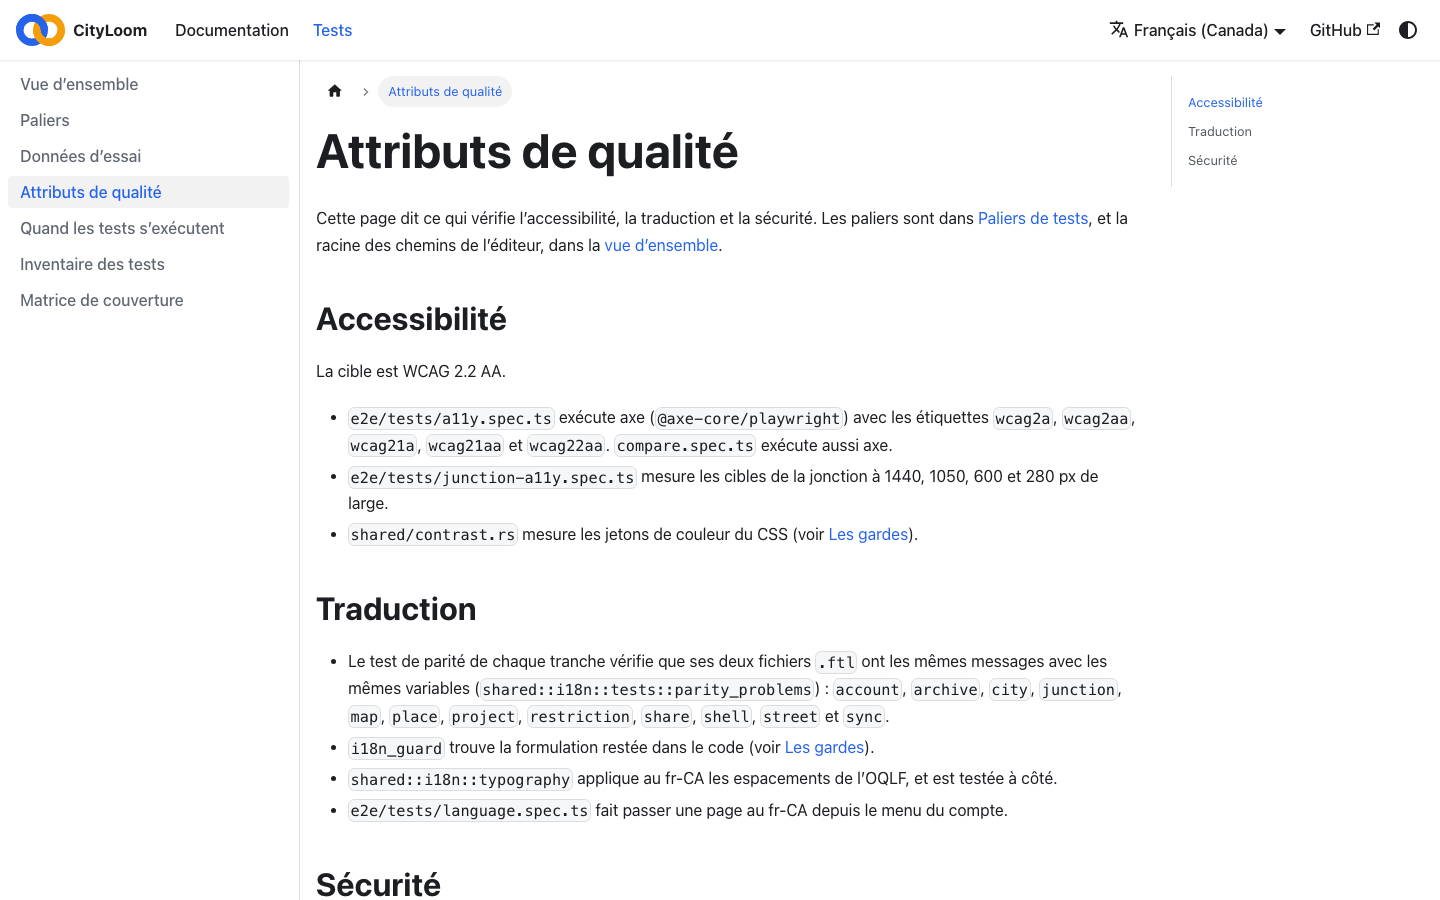 CityLoom
Documentation
Tests
Français (Canada)
GitHub
Vue d’ensemble
Paliers
Données d’essai
Attributs de qualité
Quand les tests s’exécutent
Inventaire des tests
Matrice de couverture
Attributs de qualité
Attributs de qualité
Cette page dit ce qui vérifie l’accessibilité, la traduction et la sécurité. Les paliers sont dans Paliers de tests, et la
racine des chemins de l’éditeur, dans la vue d’ensemble.
Accessibilité
La cible est WCAG 2.2 AA.
e2e/tests/a11y.spec.ts exécute axe (@axe-core/playwright) avec les étiquettes wcag2a, wcag2aa,
wcag21a, wcag21aa et wcag22aa. compare.spec.ts exécute aussi axe.
e2e/tests/junction-a11y.spec.ts mesure les cibles de la jonction à 1440, 1050, 600 et 280 px de
large.
shared/contrast.rs mesure les jetons de couleur du CSS (voir Les gardes).
Traduction
Le test de parité de chaque tranche vérifie que ses deux fichiers .ftl ont les mêmes messages avec les
mêmes variables (shared::i18n::tests::parity_problems) : account, archive, city, junction,
map, place, project, restriction, share, shell, street et sync.
i18n_guard trouve la formulation restée dans le code (voir Les gardes).
shared::i18n::typography applique au fr-CA les espacements de l’OQLF, et est testée à côté.
e2e/tests/language.spec.ts fait passer une page au fr-CA depuis le menu du compte.
Sécurité
Accessibilité
Traduction
Sécurité